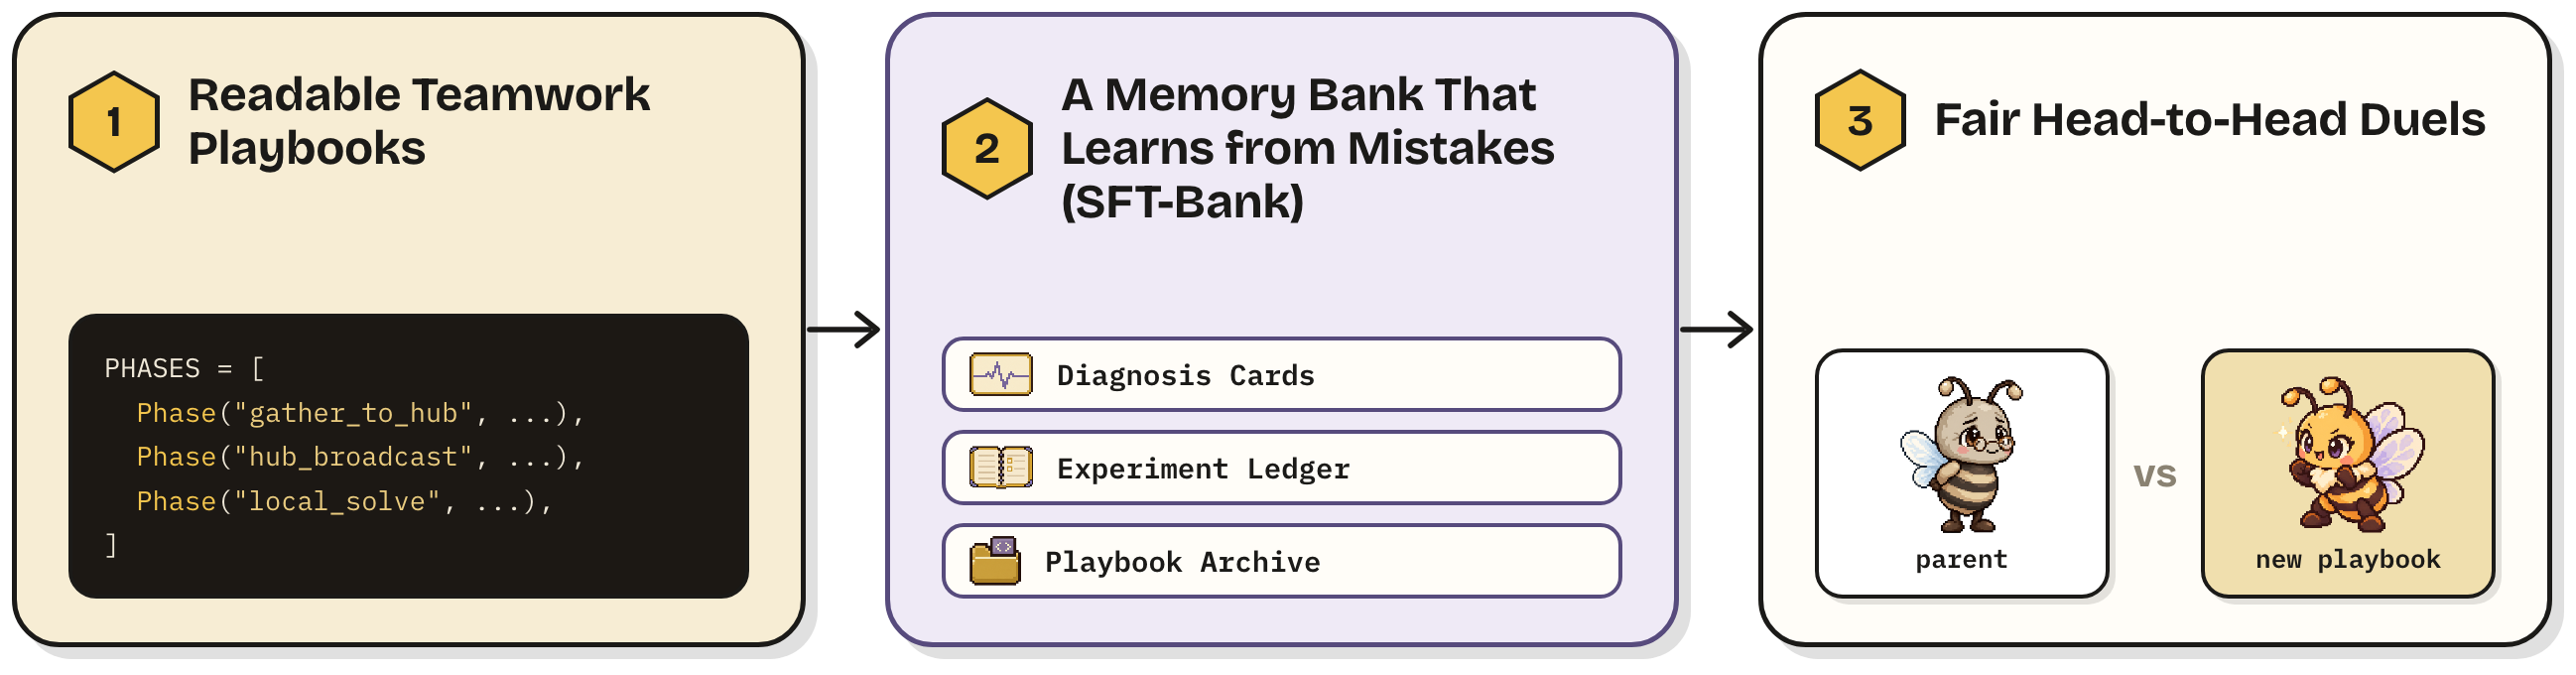 1
Readable Teamwork
Playbooks
PHASES = [
  Phase("gather_to_hub", ...),
  Phase("hub_broadcast", ...),
  Phase("local_solve", ...),
]
2
A Memory Bank That
Learns from Mistakes
(SFT-Bank)
Diagnosis Cards
Experiment Ledger
Playbook Archive
3
Fair Head-to-Head Duels
parent
vs
new playbook